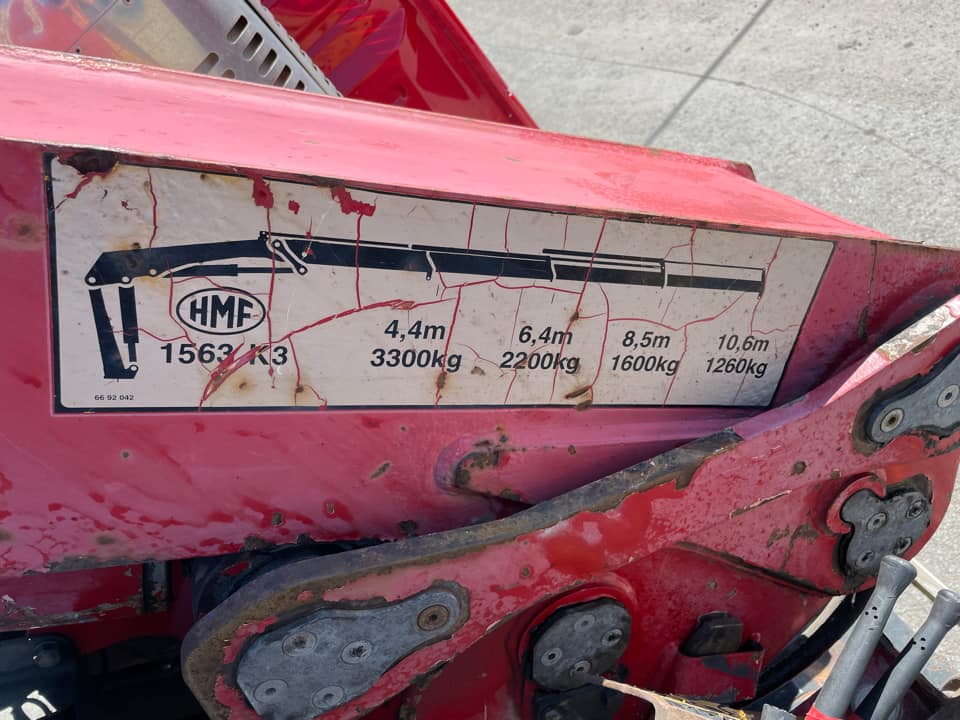 HMF
1563 K3
4,4m 6,4m 8,5m 10,6m
3300kg 2200kg 1600kg 1260kg
66 92 042